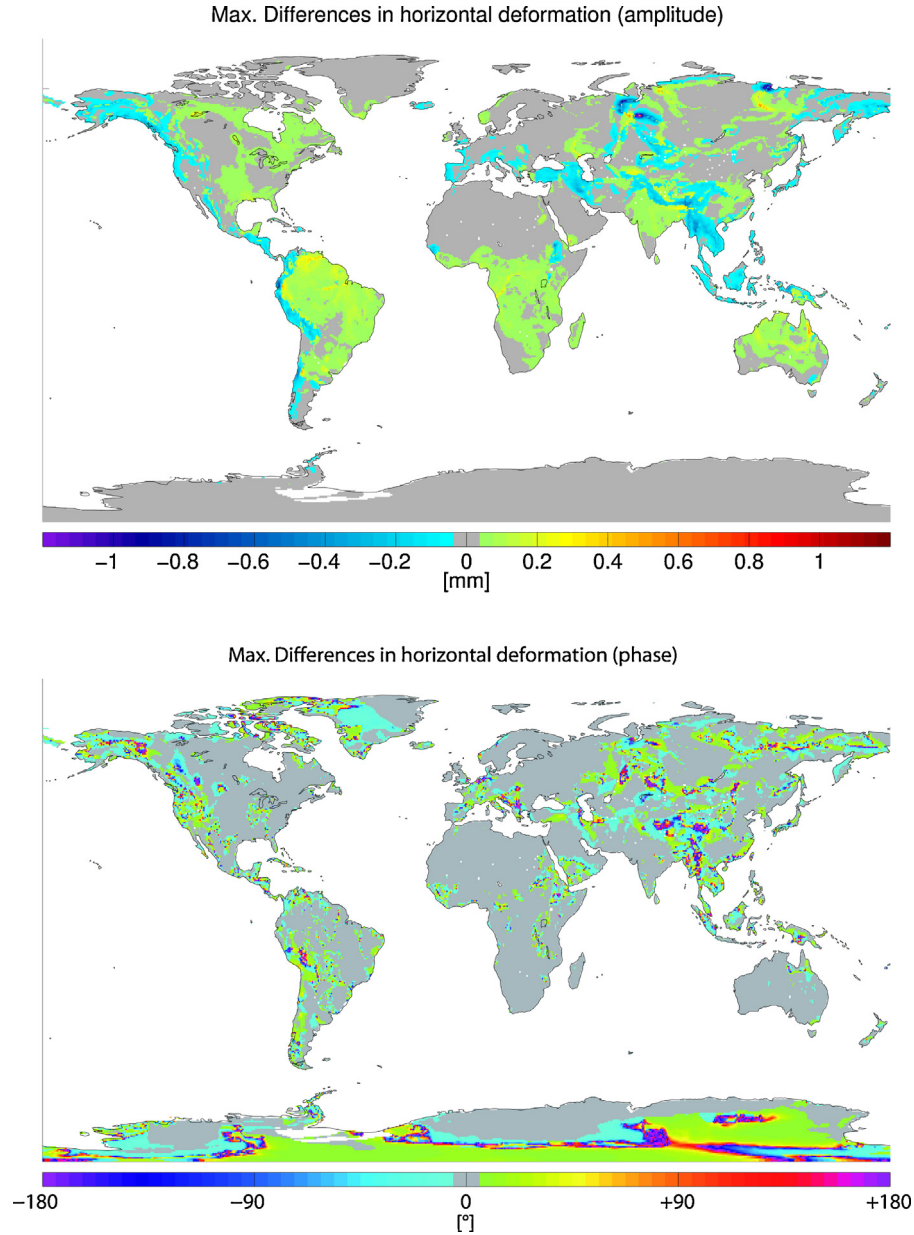 Max. Differences in horizontal deformation (amplitude)
−1 −0.8 −0.6 −0.4 −0.2 0 0.2 0.4 0.6 0.8 1
[mm]
Max. Differences in horizontal deformation (phase)
−180 −90 0 +90 +180
[°]